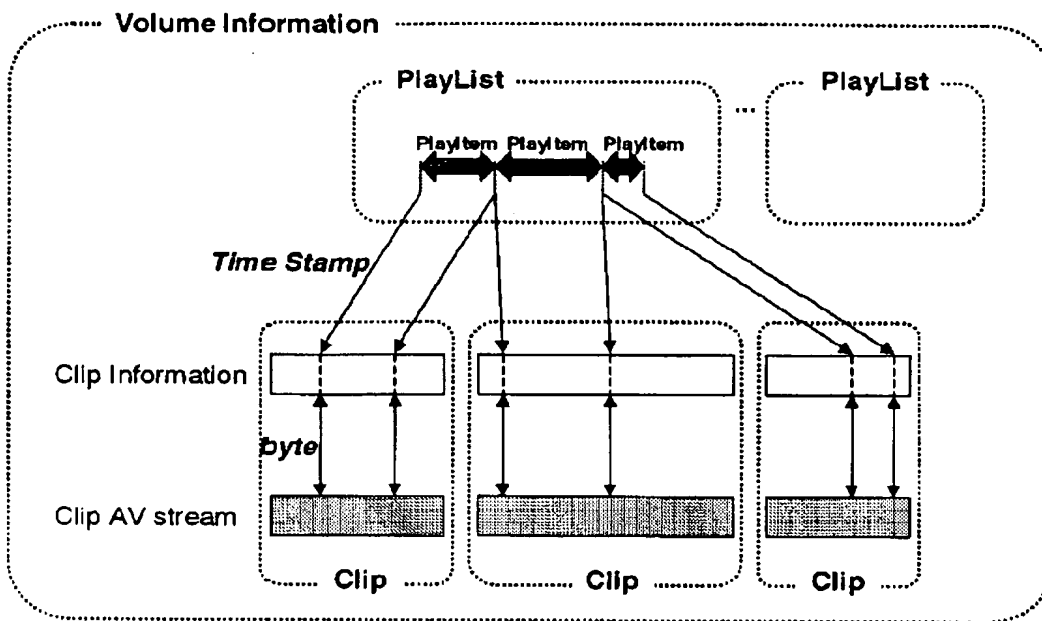 Volume Information
PlayList
...
PlayList
PlayItem PlayItem PlayItem
Time Stamp
Clip Information
byte
Clip AV stream
Clip
Clip
Clip